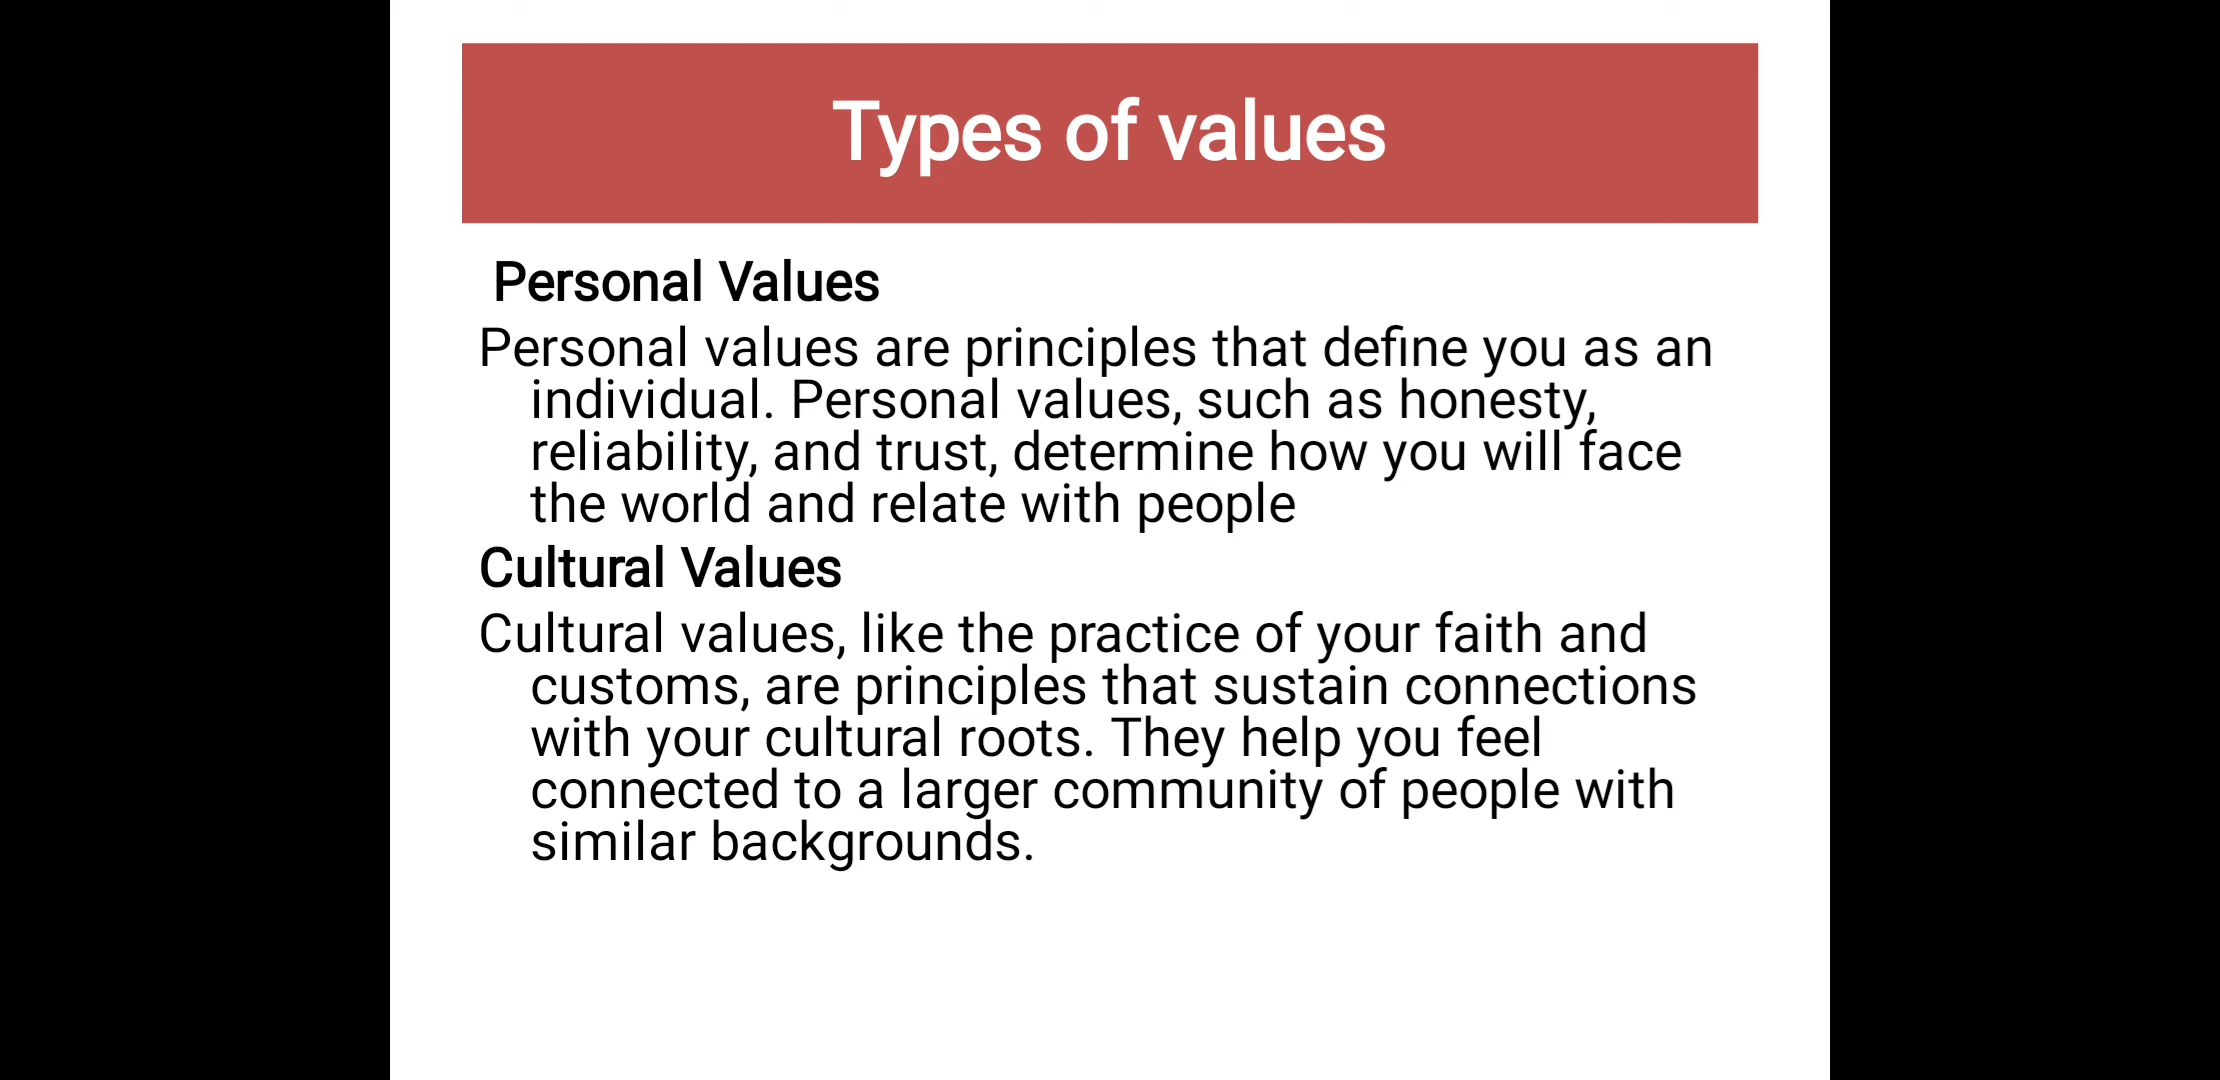 Types of values
Personal Values
Personal values are principles that define you as an
individual. Personal values, such as honesty,
reliability, and trust, determine how you will face
the world and relate with people
Cultural Values
Cultural values, like the practice of your faith and
customs, are principles that sustain connections
with your cultural roots. They help you feel
connected to a larger community of people with
similar backgrounds.